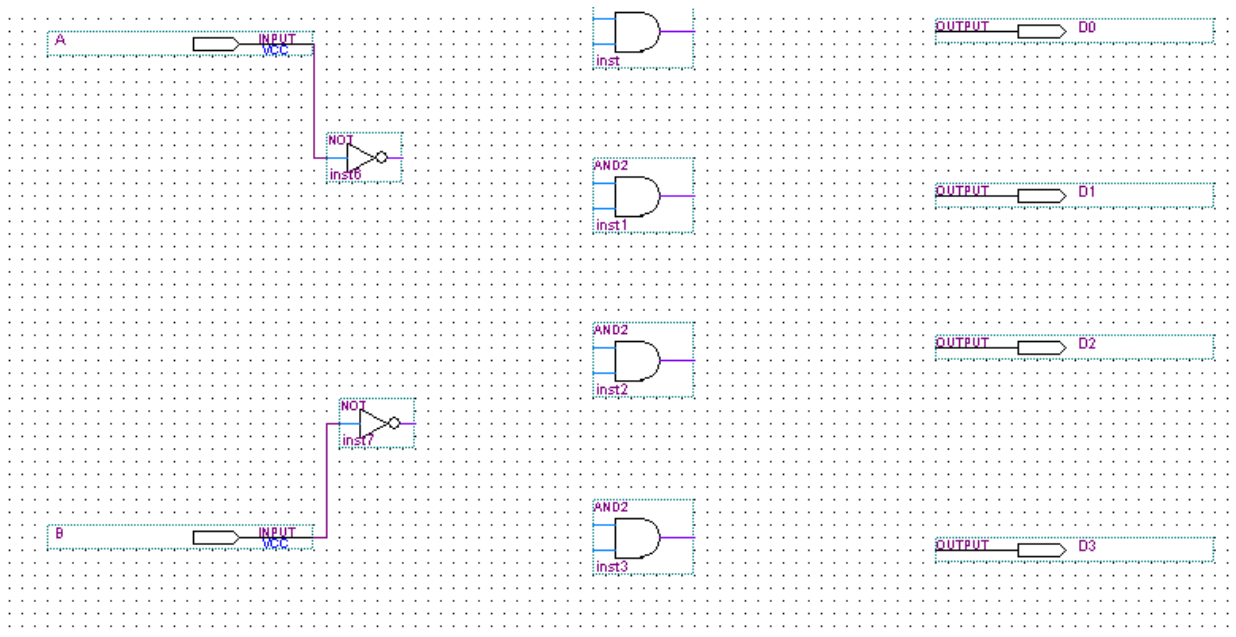 A
INPUT
VCC
inst
OUTPUT
D0
NOT
inst6
AND2
inst1
OUTPUT
D1
AND2
inst2
OUTPUT
D2
NOT
inst7
B
INPUT
VCC
AND2
inst3
OUTPUT
D3